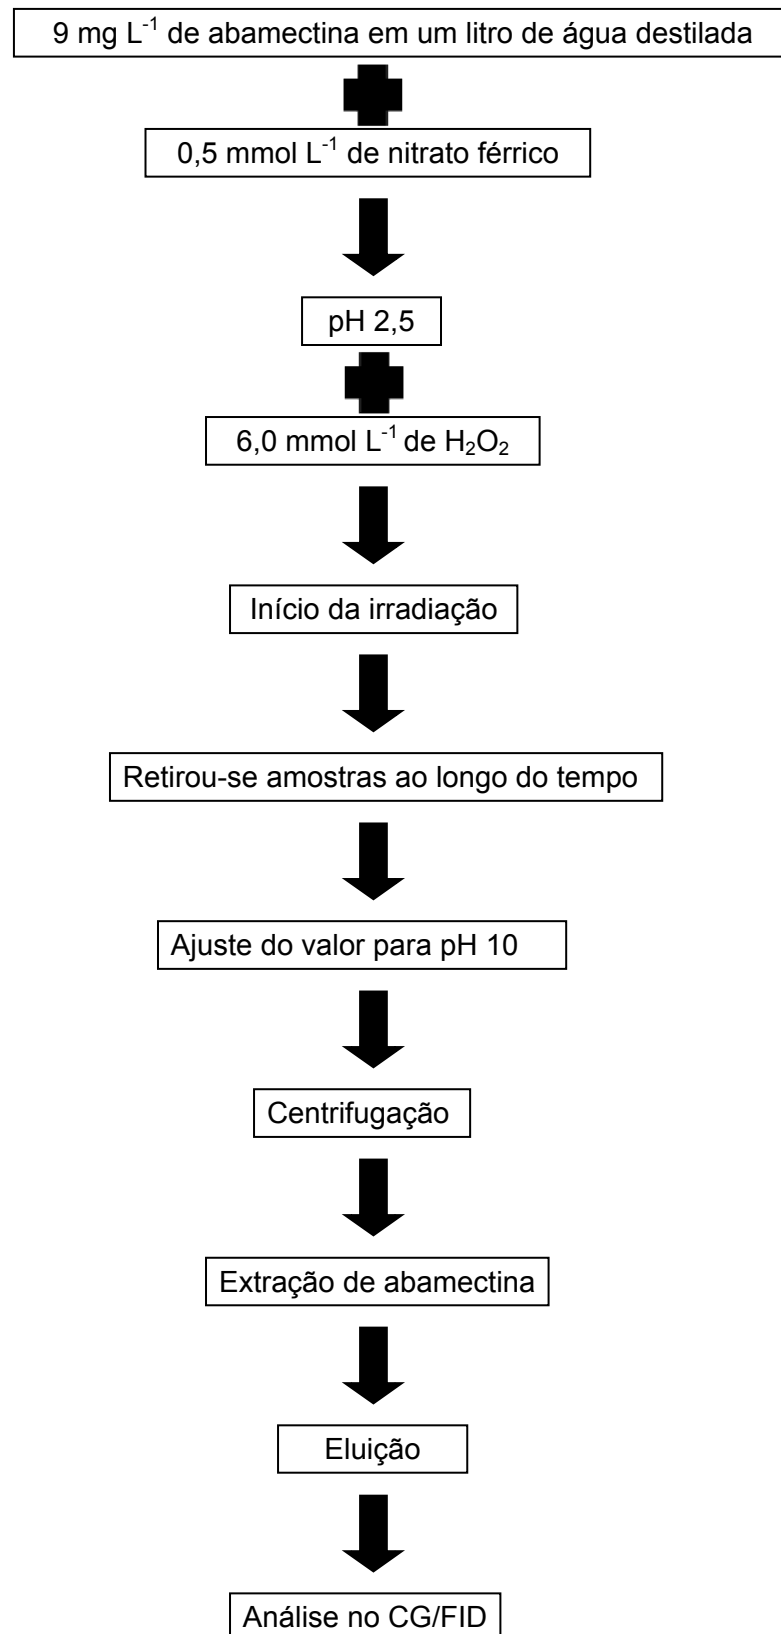 9 mg L⁻¹ de abamectina em um litro de água destilada
0,5 mmol L⁻¹ de nitrato férrico
pH 2,5
6,0 mmol L⁻¹ de H₂O₂
Início da irradiação
Retirou-se amostras ao longo do tempo
Ajuste do valor para pH 10
Centrifugação
Extração de abamectina
Eluição
Análise no CG/FID